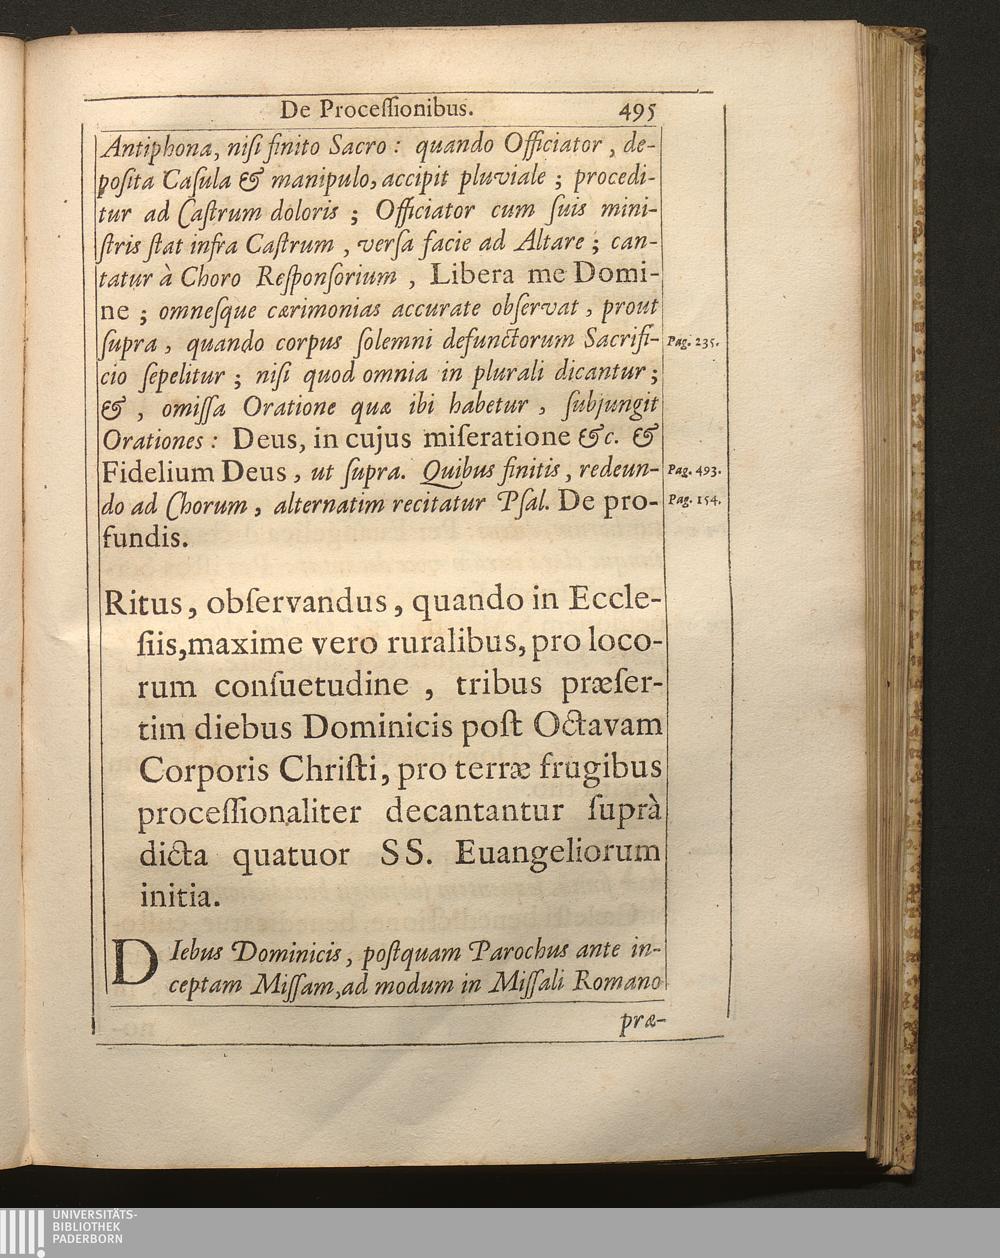 De Proceſſionibus. 495
Antiphona, niſi finito Sacro : quando Officiator , de-
poſita Caſula & manipulo, accipit pluviale ; procedi-
tur ad Caſtrum doloris ; Officiator cum ſuis mini-
ſtris ſtat infra Caſtrum , verſa facie ad Altare ; can-
tatur à Choro Reſponſorium , Libera me Domi-
ne ; omneſque cærimonias accurate obſervat , prout
ſupra , quando corpus ſolemni defunctorum Sacrifi- Pag. 235.
cio ſepelitur ; niſi quod omnia in plurali dicantur ;
& , omiſſa Oratione quæ ibi habetur , ſubjungit
Orationes : Deus, in cujus miſeratione &c. &
Fidelium Deus , ut ſupra. Quibus finitis , redeun- Pag. 493.
do ad Chorum , alternatim recitatur Pſal. De pro- Pag. 154.
fundis.
Ritus, obſervandus, quando in Eccle-
ſiis, maxime vero ruralibus, pro loco-
rum conſuetudine , tribus præſer-
tim diebus Dominicis poſt Octavam
Corporis Chriſti, pro terræ frugibus
proceſſionaliter decantantur ſuprà
dicta quatuor SS. Euangeliorum
initia.
DIebus Dominicis, poſtquam Parochus ante in-
ceptam Miſſam, ad modum in Miſſali Romano
præ-
UNIVERSITÄTS-
BIBLIOTHEK
PADERBORN